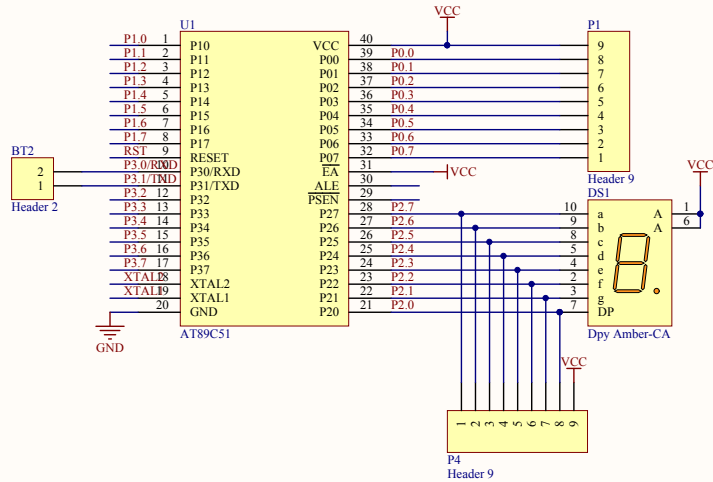 VCC
U1
P1
P1.0 1 P10 VCC 40 9
P1.1 2 P11 P00 39 P0.0 8
P1.2 3 P12 P01 38 P0.1 7
P1.3 4 P13 P02 37 P0.2 6
P1.4 5 P14 P03 36 P0.3 5
P1.5 6 P15 P04 35 P0.4 4
P1.6 7 P16 P05 34 P0.5 3
P1.7 8 P17 P06 33 P0.6 2
RST 9 RESET P07 32 P0.7 1
BT2
2 P3.0/RXD 10 P30/RXD EA 31 VCC
1 P3.1/TXD 11 P31/TXD ALE 30
Header 2
Header 9
VCC
DS1
P3.2 12 P32 PSEN 29
P3.3 13 P33 P27 28 P2.7 10 a A 1
P3.4 14 P34 P26 27 P2.6 9 b A 6
P3.5 15 P35 P25 26 P2.5 8 c
P3.6 16 P36 P24 25 P2.4 5 d
P3.7 17 P37 P23 24 P2.3 4 e
XTAL2 18 XTAL2 P22 23 P2.2 2 f
XTAL1 19 XTAL1 P21 22 P2.1 3 g
20 GND P20 21 P2.0 7 DP
8.
GND
AT89C51
Dpy Amber-CA
VCC
1 2 3 4 5 6 7 8 9
P4
Header 9